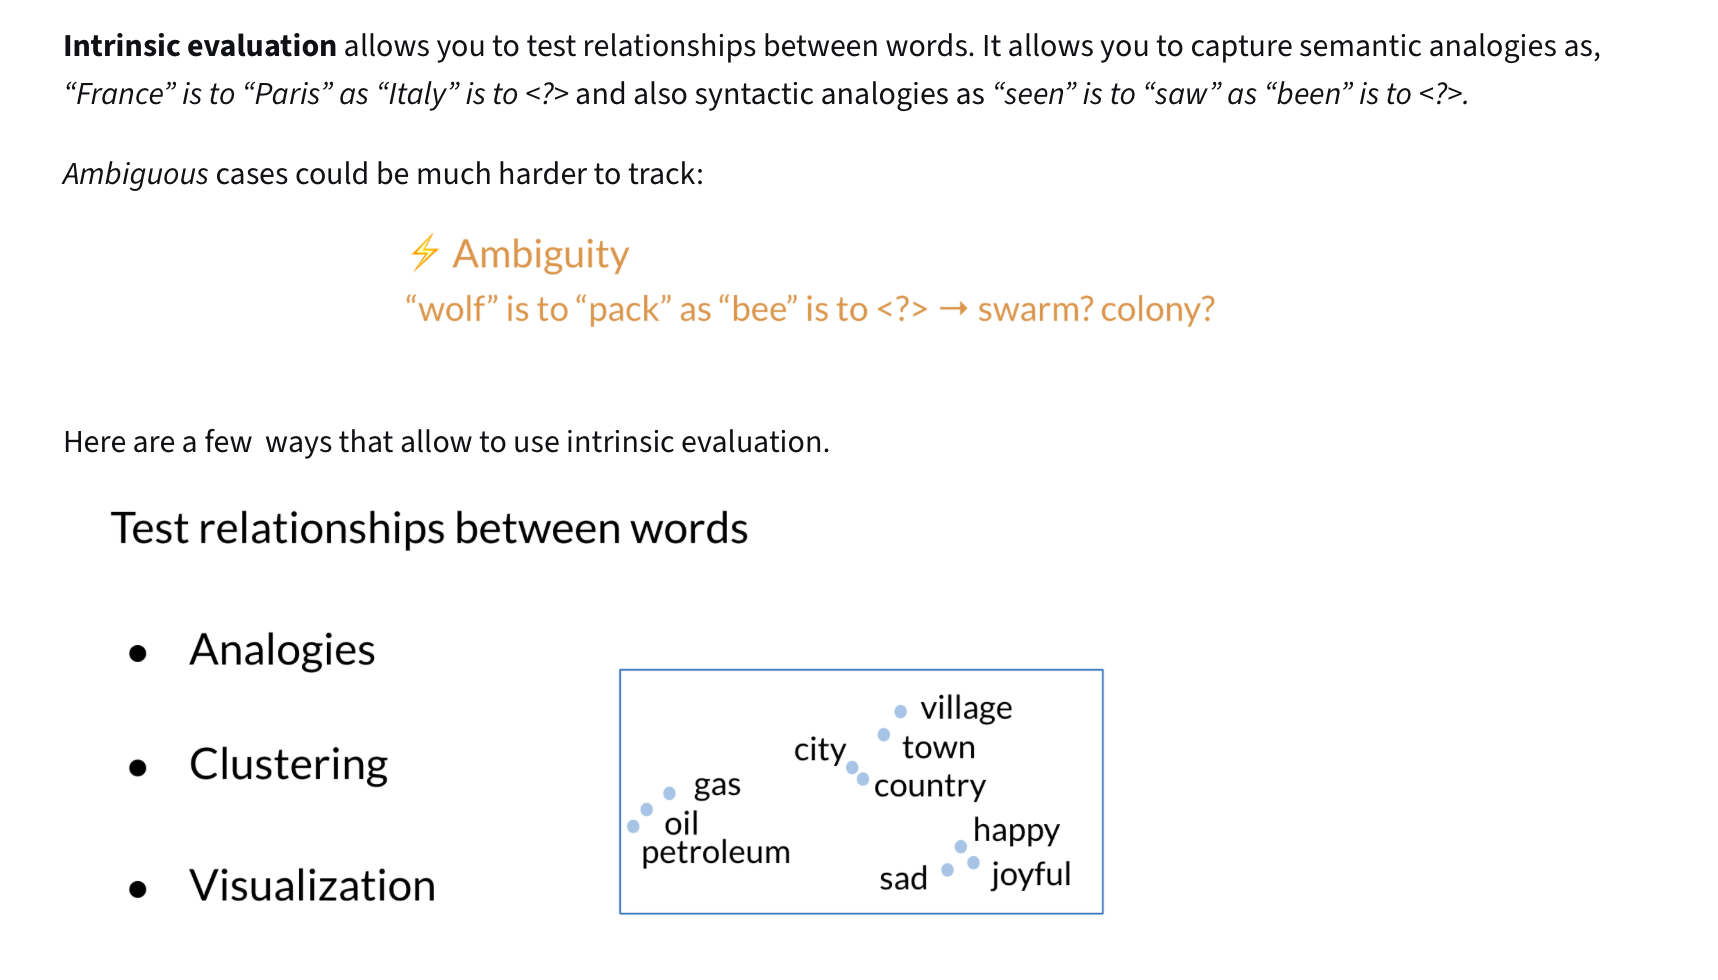 Intrinsic evaluation allows you to test relationships between words. It allows you to capture semantic analogies as,
“France” is to “Paris” as “Italy” is to <?> and also syntactic analogies as “seen” is to “saw” as “been” is to <?>.
Ambiguous cases could be much harder to track:
⚡ Ambiguity
“wolf” is to “pack” as “bee” is to <?> → swarm? colony?
Here are a few  ways that allow to use intrinsic evaluation.
Test relationships between words
● Analogies
● Clustering
● Visualization
village
city
town
gas
country
oil
happy
petroleum
sad
joyful